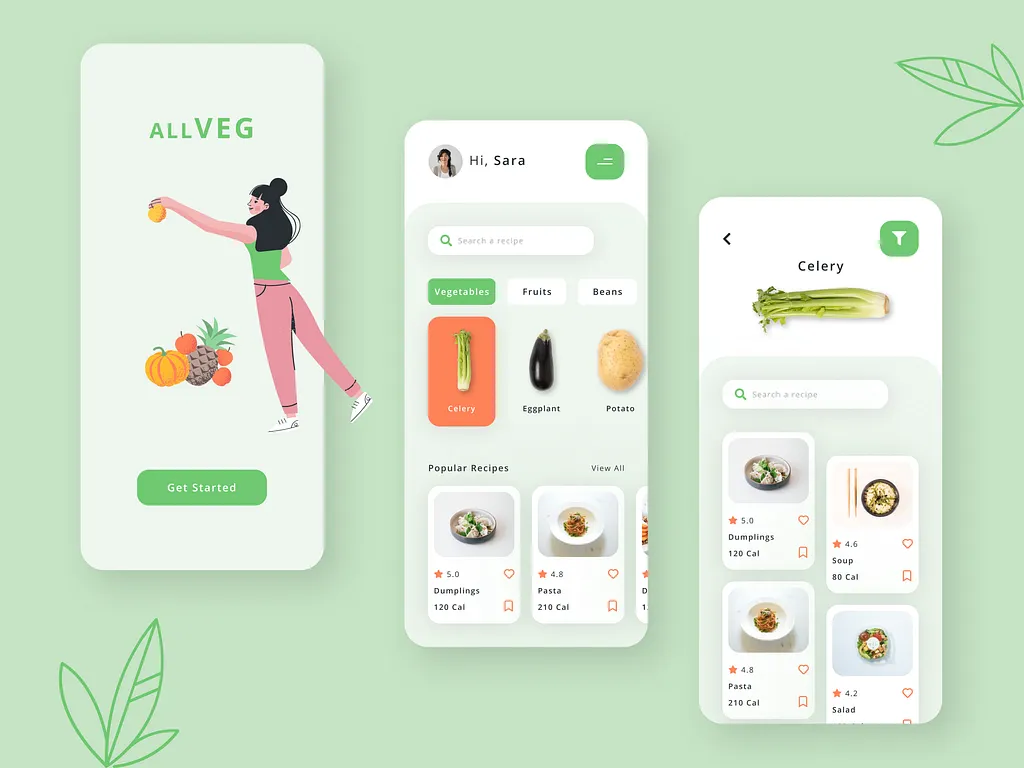 ALLVEG
Get Started
Hi, Sara
Search a recipe
Vegetables Fruits Beans
Celery Eggplant Potato
Popular Recipes View All
5.0 4.8
Dumplings Pasta D
120 Cal 210 Cal 1
Celery
Search a recipe
5.0
Dumplings
120 Cal
4.6
Soup
80 Cal
4.8
Pasta
210 Cal
4.2
Salad